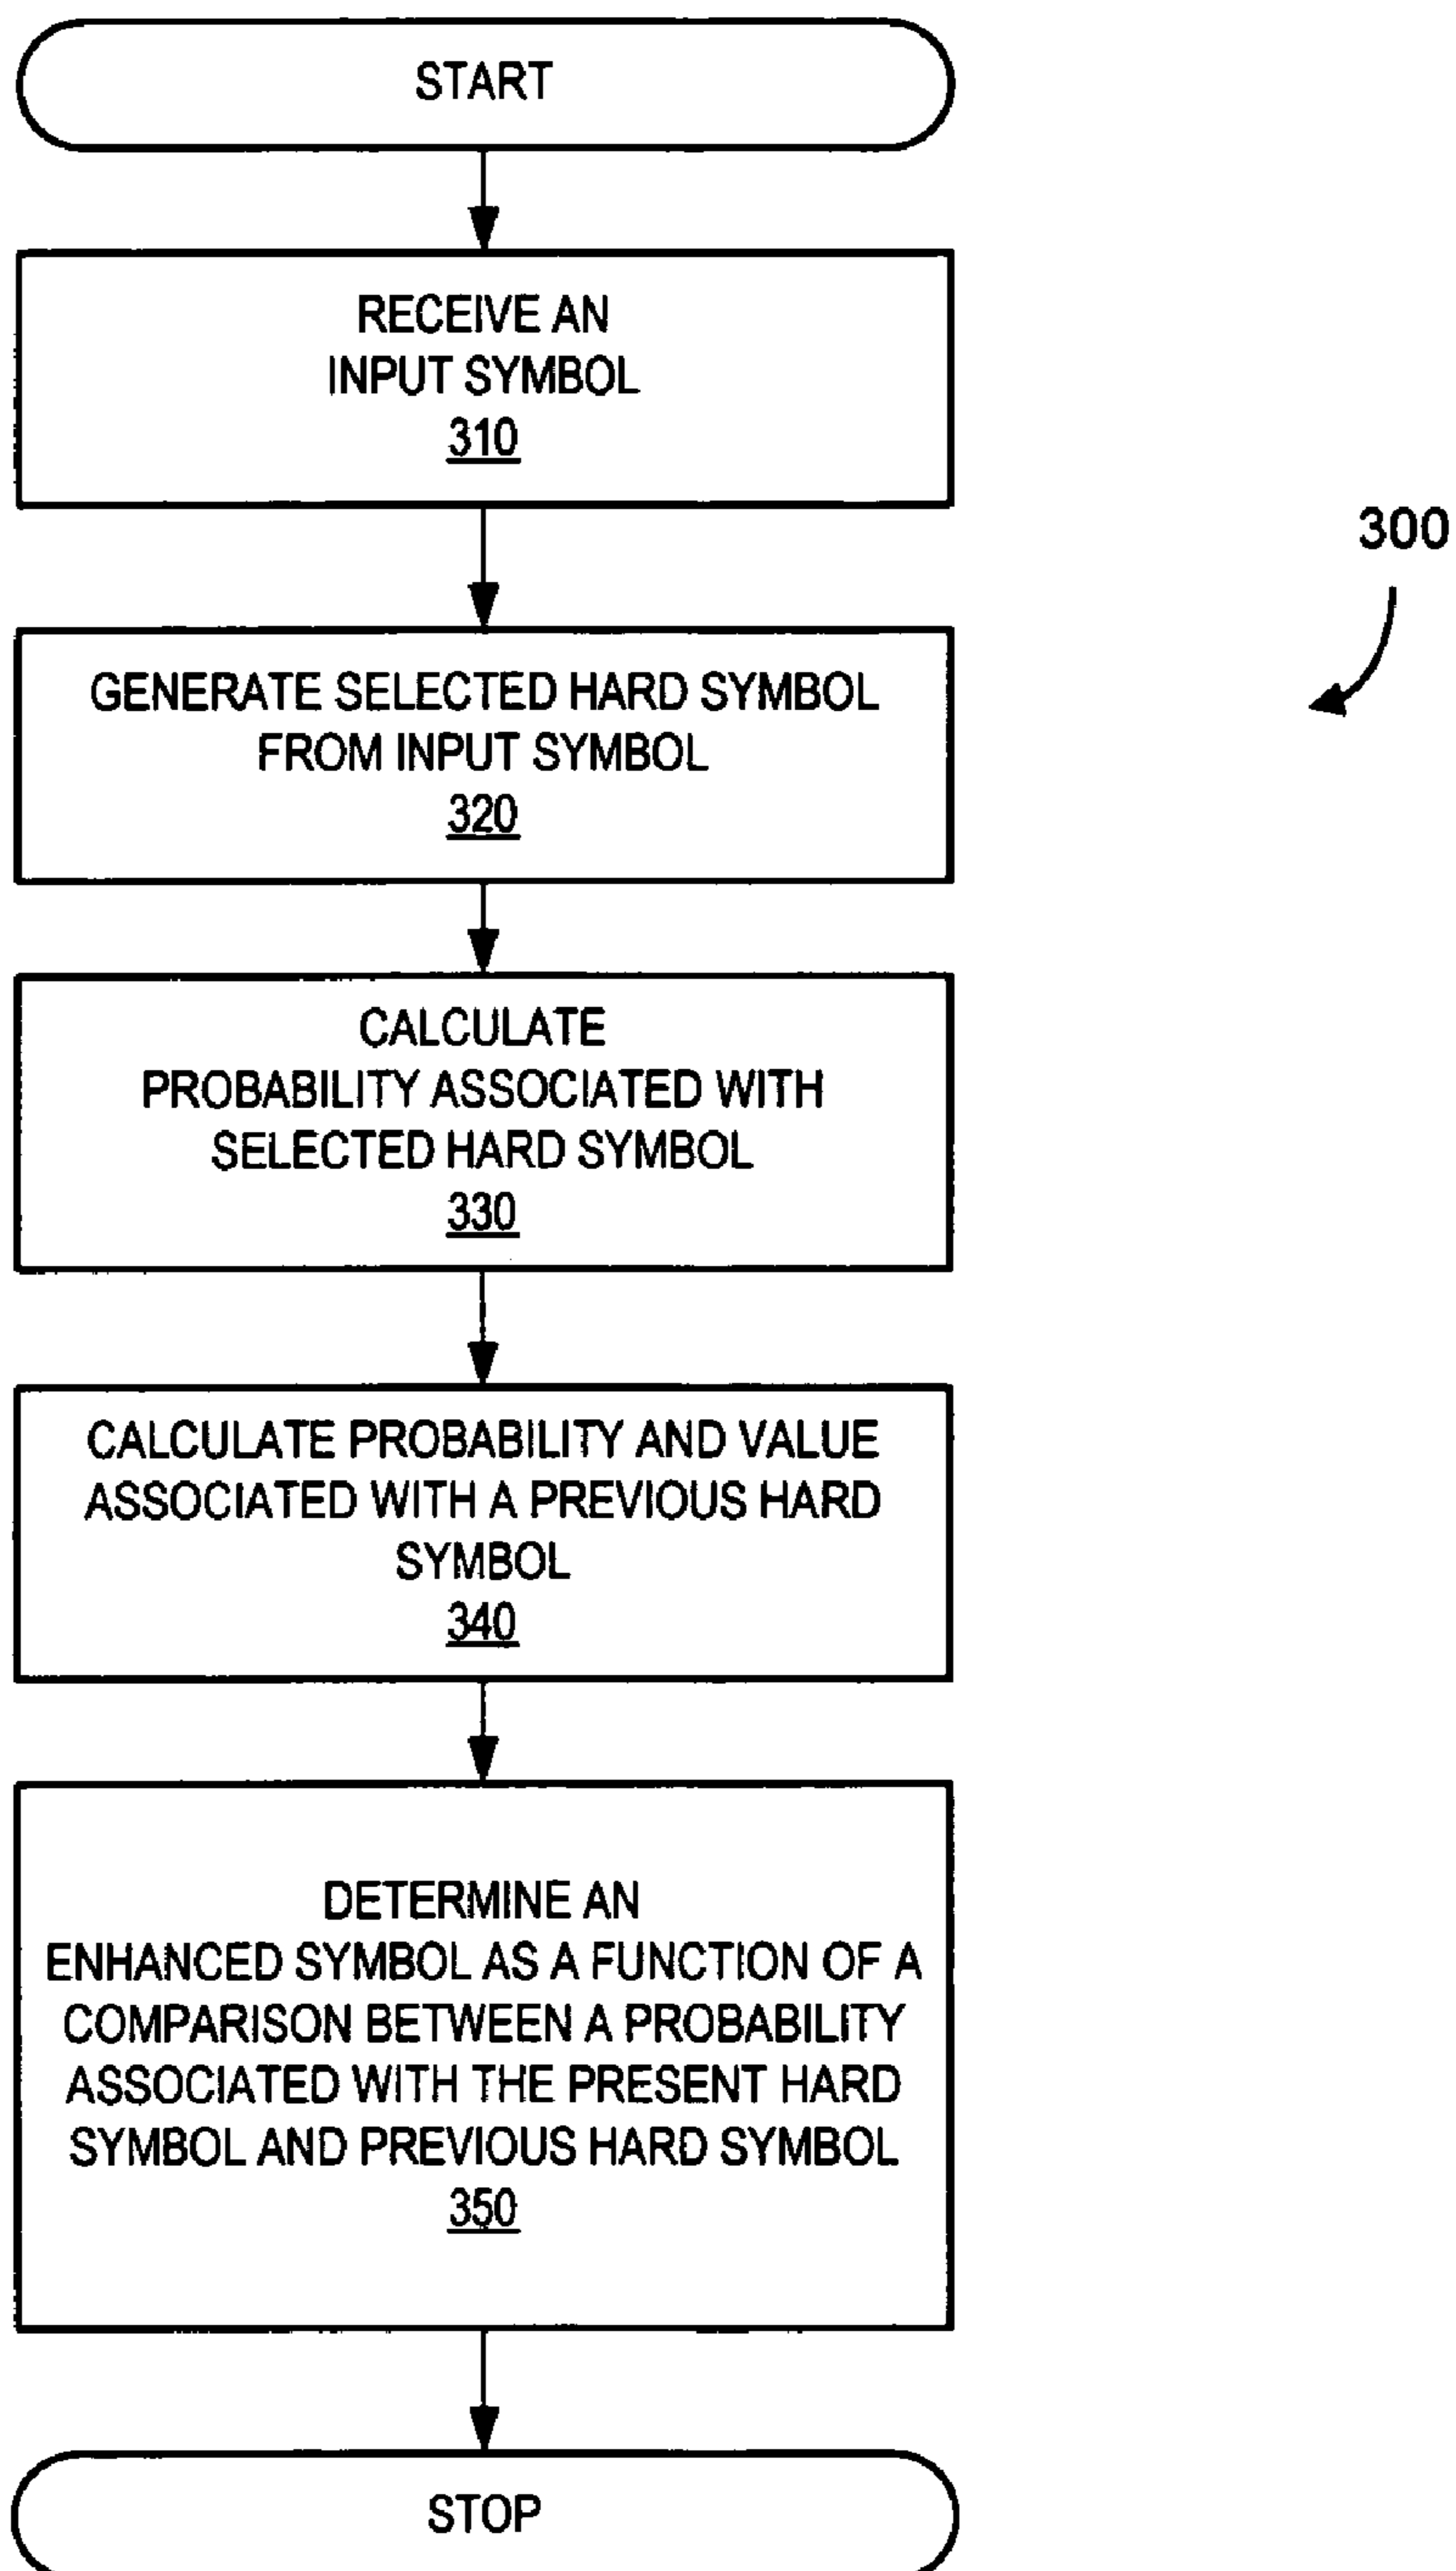 START
RECEIVE AN
INPUT SYMBOL
310
300
GENERATE SELECTED HARD SYMBOL
FROM INPUT SYMBOL
320
CALCULATE
PROBABILITY ASSOCIATED WITH
SELECTED HARD SYMBOL
330
CALCULATE PROBABILITY AND VALUE
ASSOCIATED WITH A PREVIOUS HARD
SYMBOL
340
DETERMINE AN
ENHANCED SYMBOL AS A FUNCTION OF A
COMPARISON BETWEEN A PROBABILITY
ASSOCIATED WITH THE PRESENT HARD
SYMBOL AND PREVIOUS HARD SYMBOL
350
STOP